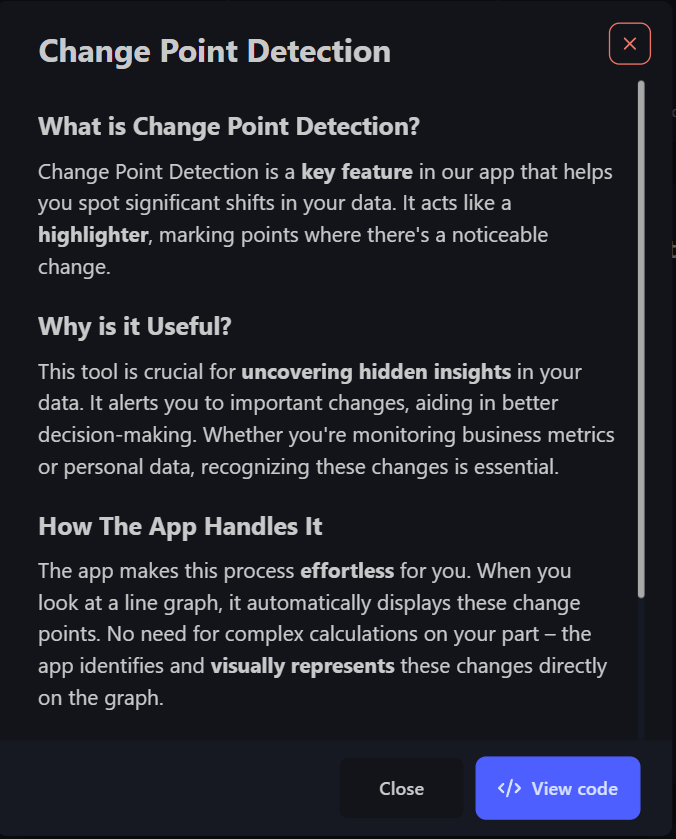 Change Point Detection
What is Change Point Detection?
Change Point Detection is a key feature in our app that helps
you spot significant shifts in your data. It acts like a
highlighter, marking points where there's a noticeable
change.
Why is it Useful?
This tool is crucial for uncovering hidden insights in your
data. It alerts you to important changes, aiding in better
decision-making. Whether you're monitoring business metrics
or personal data, recognizing these changes is essential.
How The App Handles It
The app makes this process effortless for you. When you
look at a line graph, it automatically displays these change
points. No need for complex calculations on your part – the
app identifies and visually represents these changes directly
on the graph.
Close
</> View code